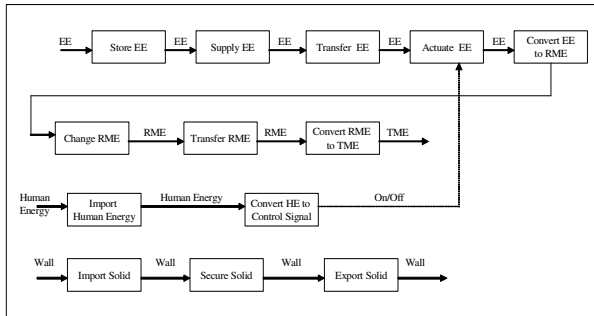 EE
Store EE
EE
Supply EE
EE
Transfer EE
EE
Actuate EE
EE
Convert EE
to RME
Change RME
RME
Transfer RME
RME
Convert RME
to TME
TME
Human
Energy
Import
Human Energy
Human Energy
Convert HE to
Control Signal
On/Off
Wall
Import Solid
Wall
Secure Solid
Wall
Export Solid
Wall